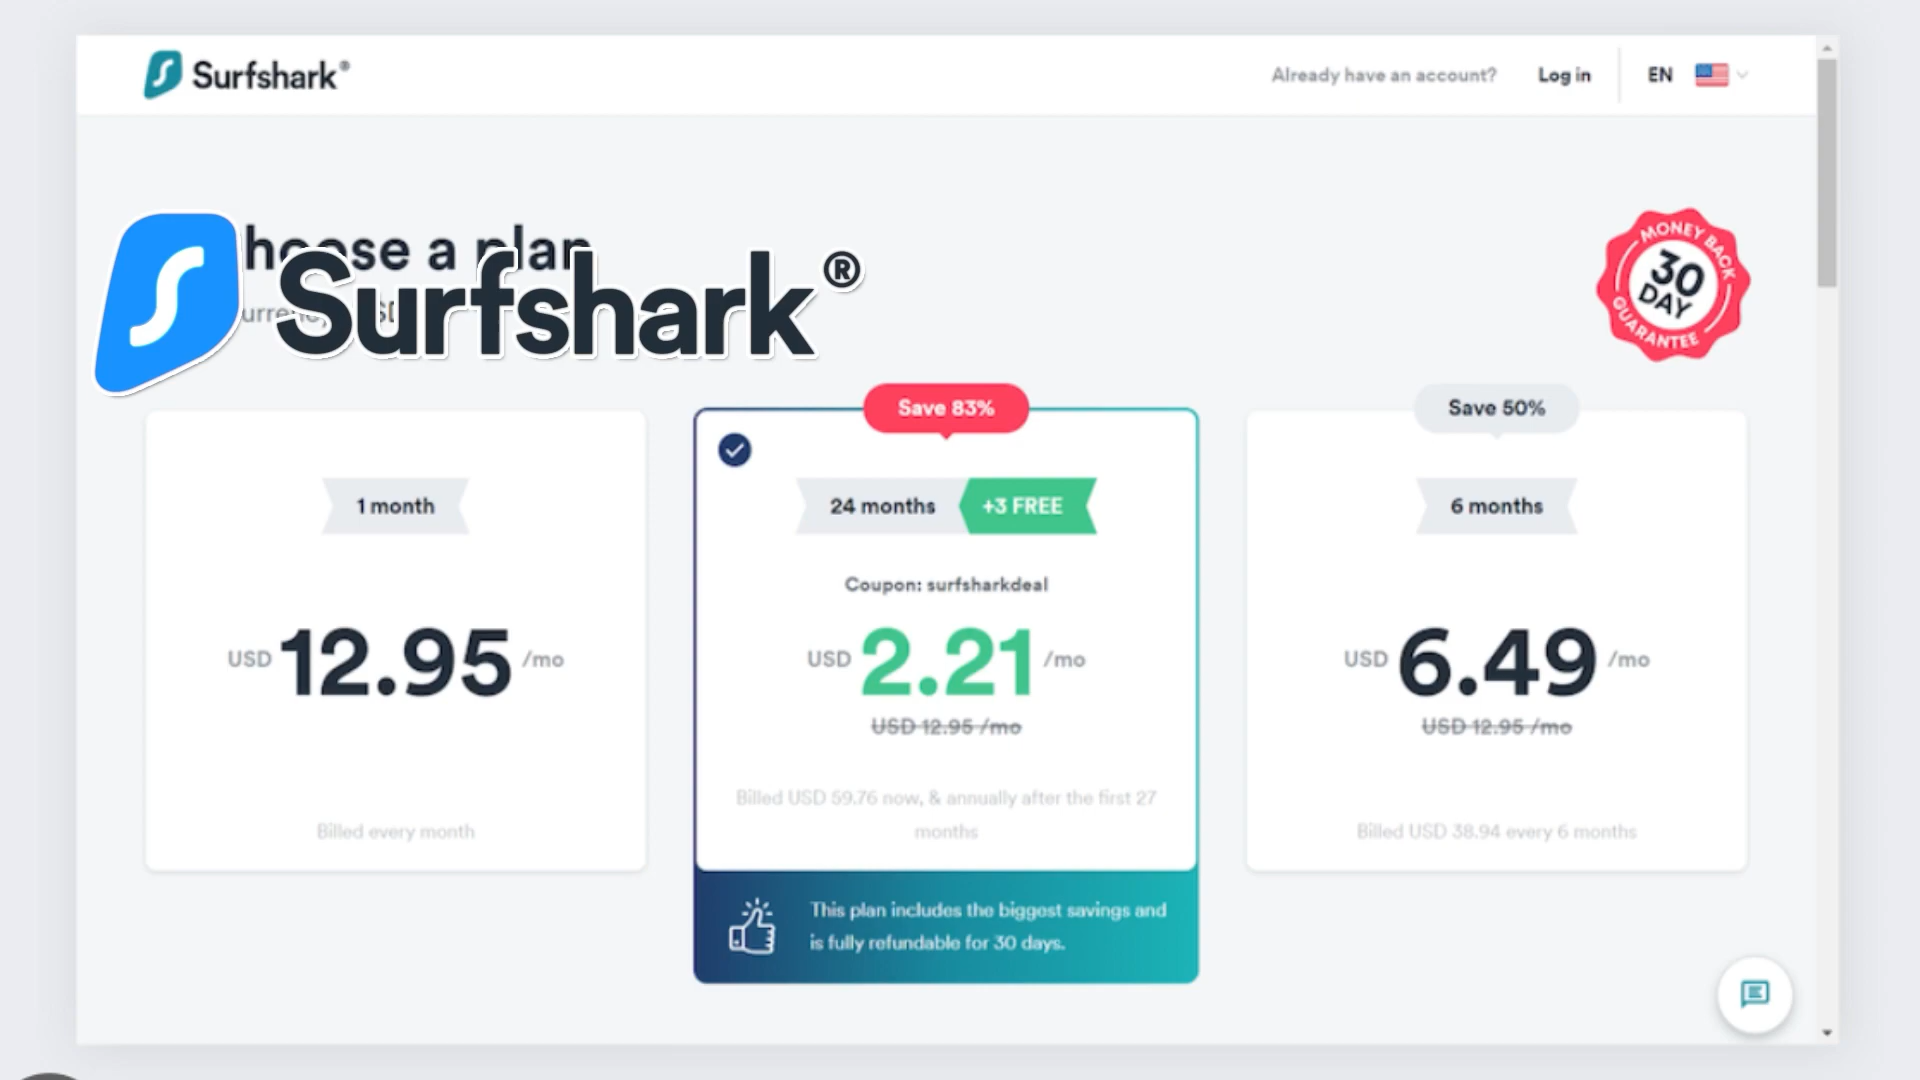 Surfshark®
Already have an account?
Log in
EN
hoose a plan
Surfshark®
MONEY BACK
30
DAY
GUARANTEE
Save 83%
Save 50%
1 month
24 months
+3 FREE
6 months
Coupon: surfsharkdeal
USD 12.95 /mo
USD 2.21 /mo
USD 6.49 /mo
USD 12.95 /mo
USD 12.95 /mo
Billed every month
Billed USD 59.76 now, & annually after the first 27
months
Billed USD 38.94 every 6 months
This plan includes the biggest savings and
is fully refundable for 30 days.